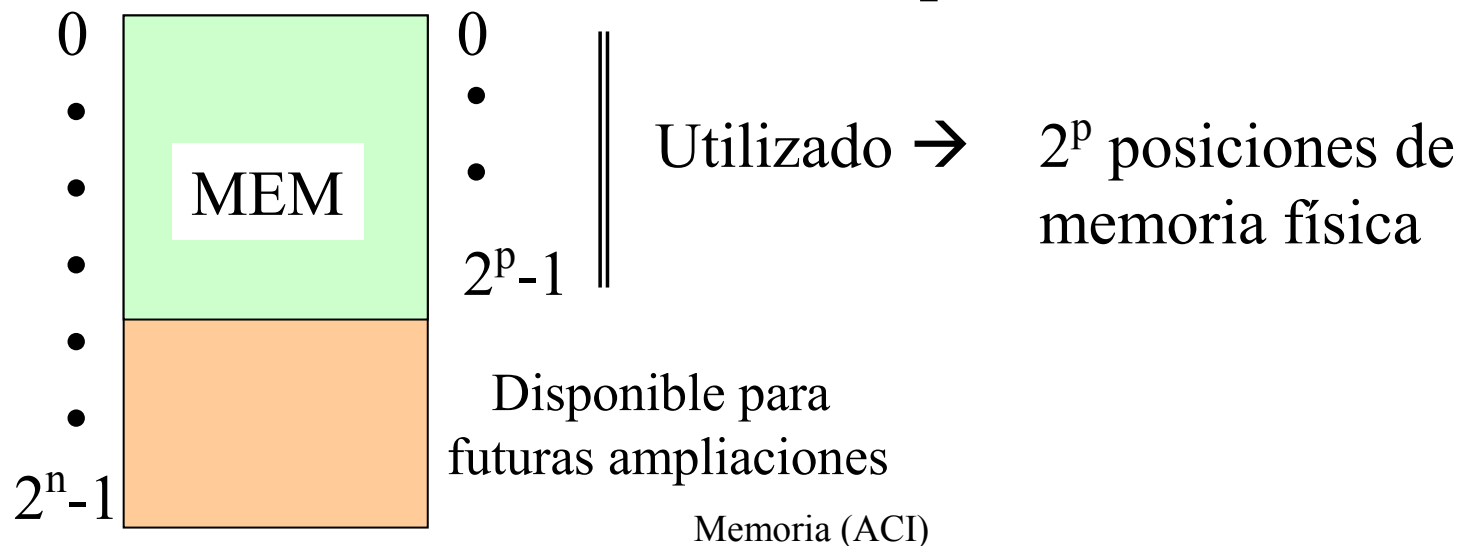 0
0
•
•
•
•
•
•
•
MEM
2ᵖ-1
Utilizado → 2ᵖ posiciones de
memoria física
Disponible para
futuras ampliaciones
2ⁿ-1
Memoria (ACI)